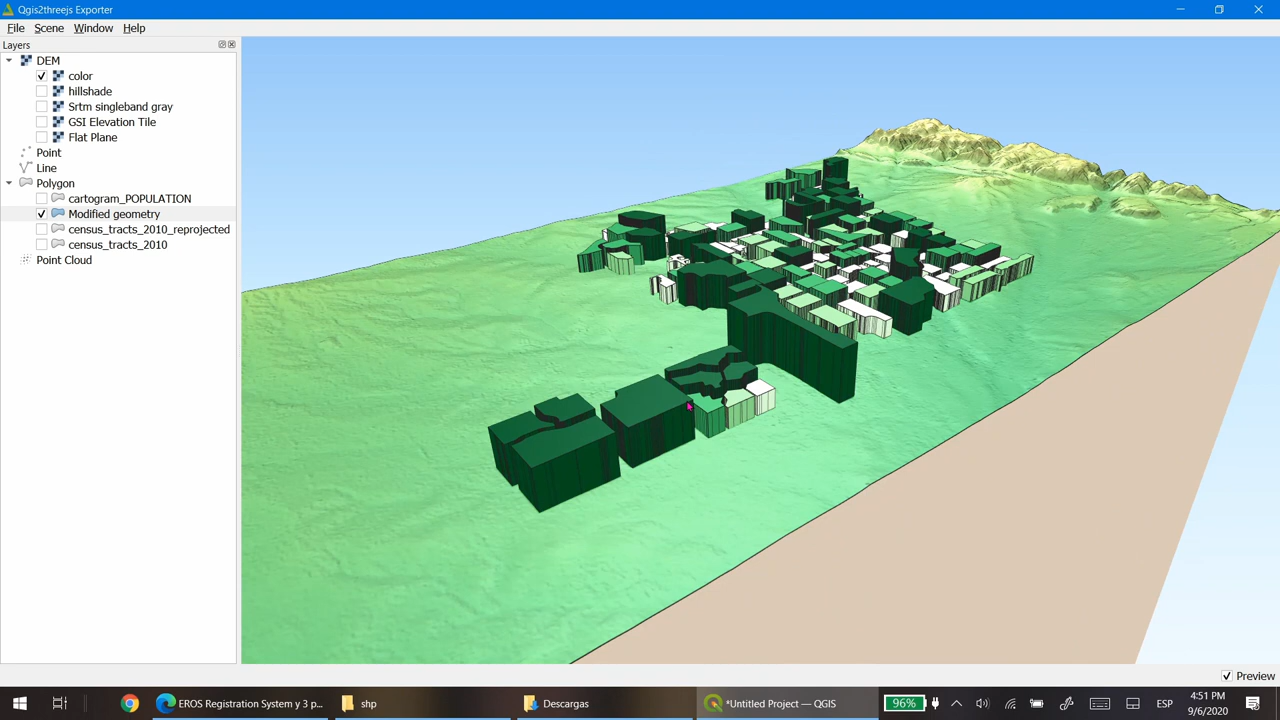 Qgis2threejs Exporter
File Scene Window Help
Layers
DEM
color
hillshade
Srtm singleband gray
GSI Elevation Tile
Flat Plane
Point
Line
Polygon
cartogram_POPULATION
Modified geometry
census_tracts_2010_reprojected
census_tracts_2010
Point Cloud
Preview
EROS Registration System y 3 p...
shp
Descargas
*Untitled Project — QGIS
96%
ESP
4:51 PM
9/6/2020